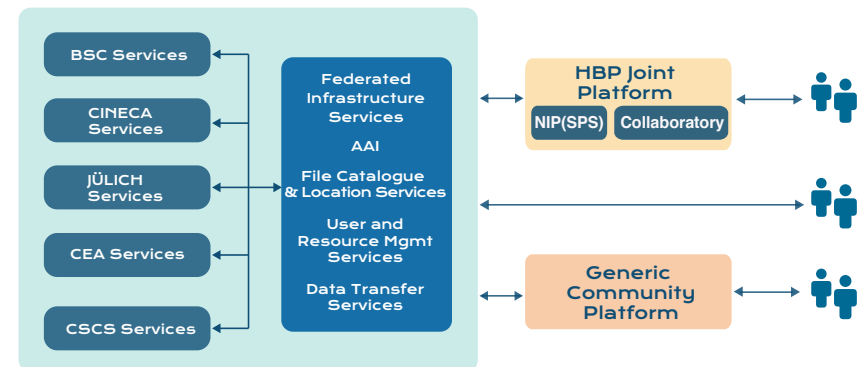 BSC Services
CINECA
Services
JÜLICH
Services
CEA Services
CSCS Services
Federated
Infrastructure
Services
AAI
File Catalogue
& Location Services
User and
Resource Mgmt
Services
Data Transfer
Services
HBP Joint
Platform
NIP(SPS)
Collaboratory
Generic
Community
Platform